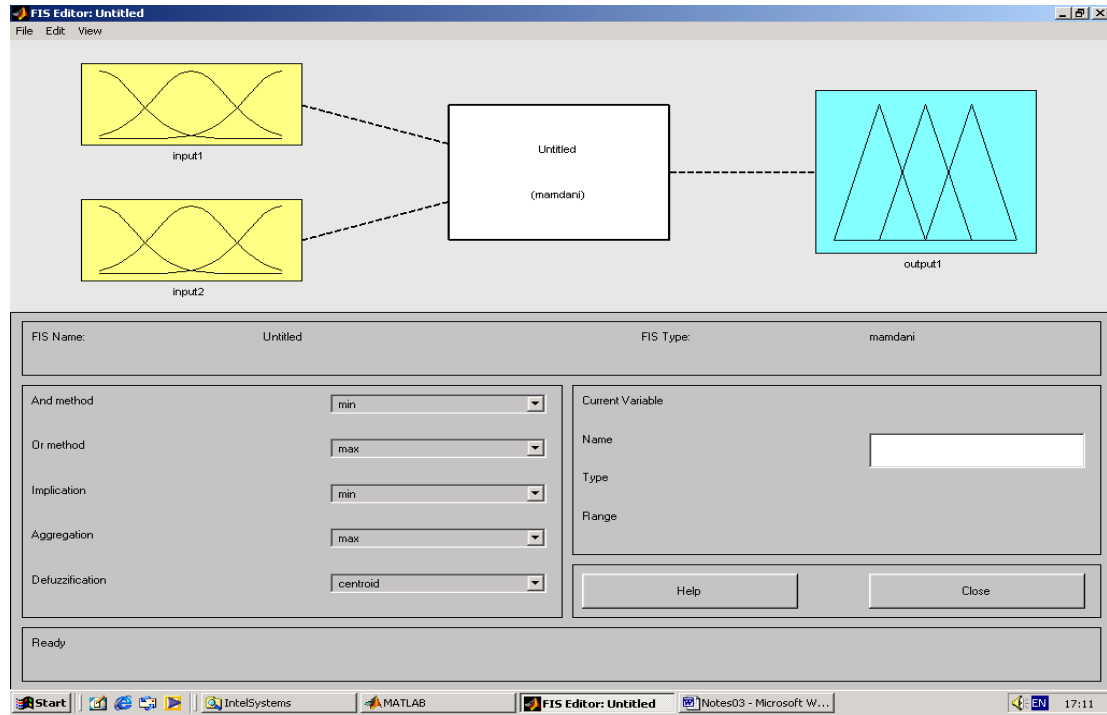 FIS Editor: Untitled
File Edit View
input1
input2
Untitled
(mamdani)
output1
FIS Name: Untitled FIS Type: mamdani
And method min
Or method max
Implication min
Aggregation max
Defuzzification centroid
Current Variable
Name
Type
Range
Help Close
Ready
Start IntelSystems MATLAB FIS Editor: Untitled Notes03 - Microsoft W... EN 17:11